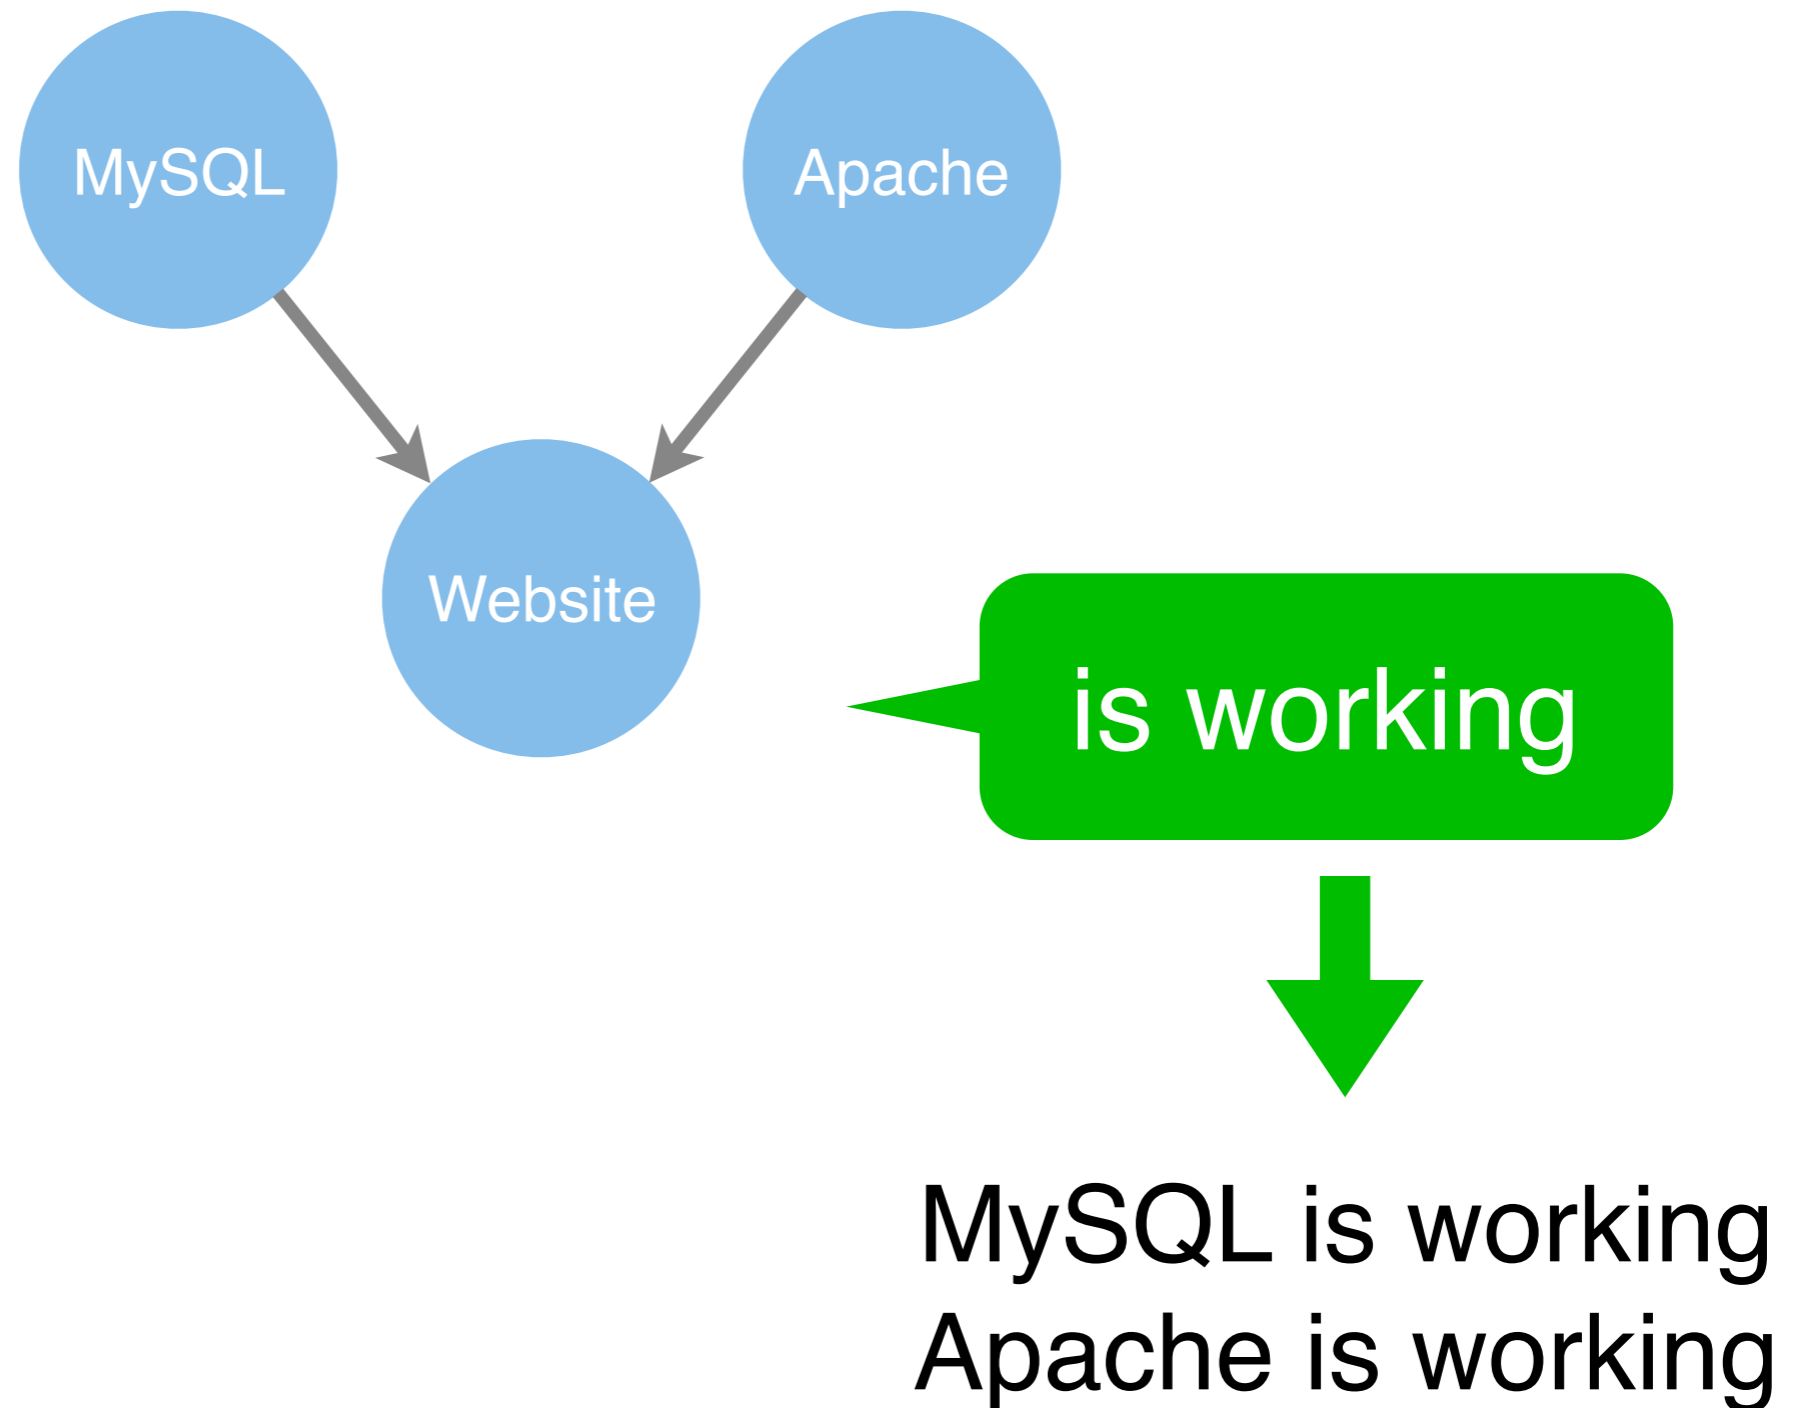 MySQL
Apache
Website
is working
MySQL is working
Apache is working